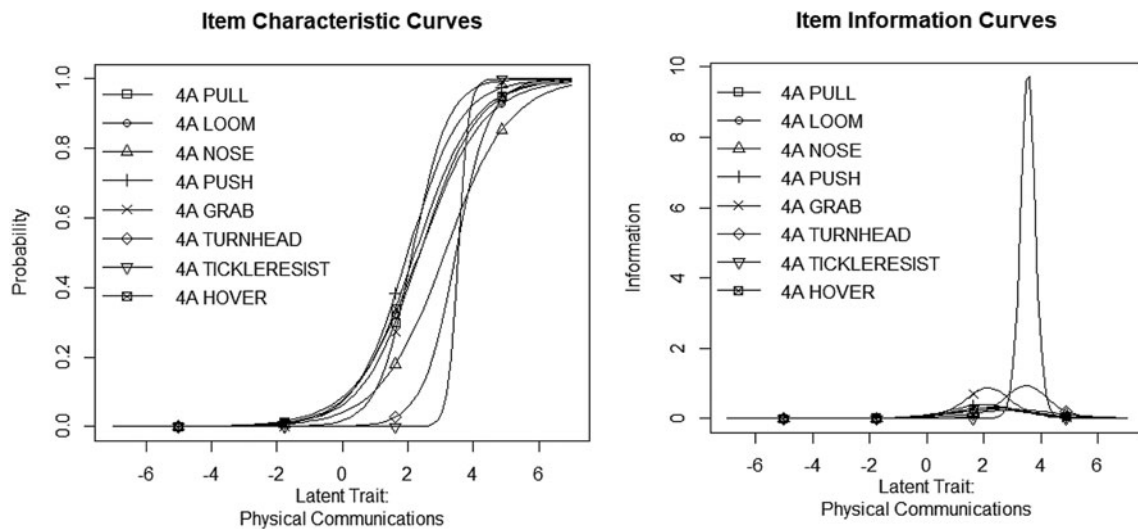 Item Characteristic Curves
Probability
0.0
0.2
0.4
0.6
0.8
1.0
4A PULL
4A LOOM
4A NOSE
4A PUSH
4A GRAB
4A TURNHEAD
4A TICKLERESIST
4A HOVER
-6 -4 -2 0 2 4 6
Latent Trait:
Physical Communications
Item Information Curves
Information
0
2
4
6
8
10
4A PULL
4A LOOM
4A NOSE
4A PUSH
4A GRAB
4A TURNHEAD
4A TICKLERESIST
4A HOVER
-6 -4 -2 0 2 4 6
Latent Trait:
Physical Communications